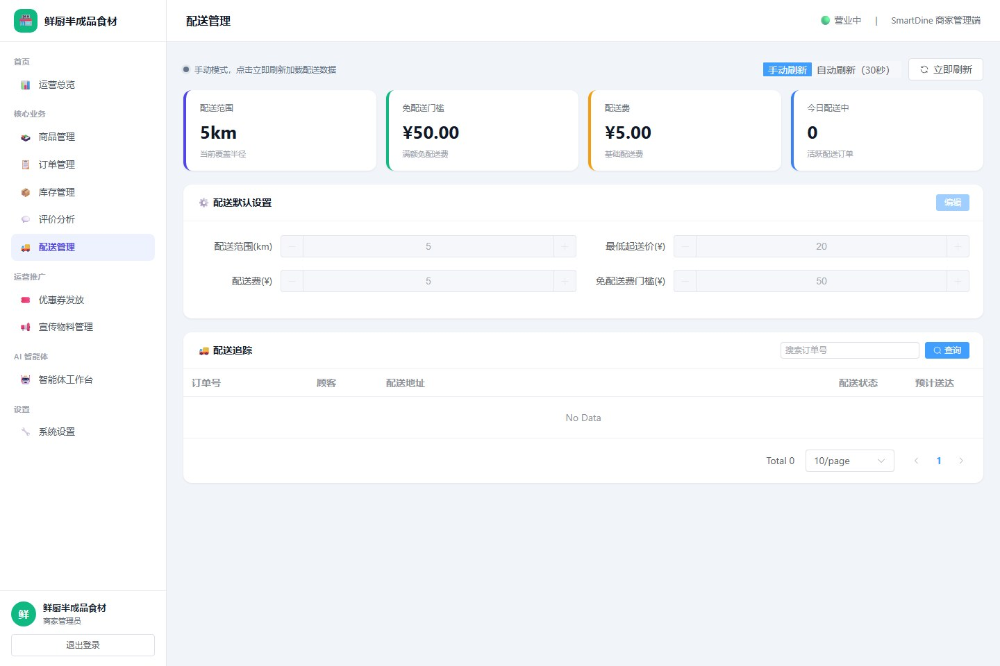 鲜厨半成品食材
配送管理
营业中 | SmartDine 商家管理端
首页
运营总览
核心业务
商品管理
订单管理
库存管理
评价分析
配送管理
运营推广
优惠券发放
宣传物料管理
AI 智能体
智能体工作台
设置
系统设置
鲜
鲜厨半成品食材
商家管理员
退出登录
手动模式，点击立即刷新加载配送数据
手动刷新 自动刷新（30秒） 立即刷新
配送范围
5km
当前覆盖半径
免配送门槛
¥50.00
满额免配送费
配送费
¥5.00
基础配送费
今日配送中
0
活跃配送订单
配送默认设置 编辑
配送范围(km) 5 最低起送价(¥) 20
配送费(¥) 5 免配送费门槛(¥) 50
配送追踪 搜索订单号 查询
订单号 顾客 配送地址 配送状态 预计送达
No Data
Total 0 10/page 1